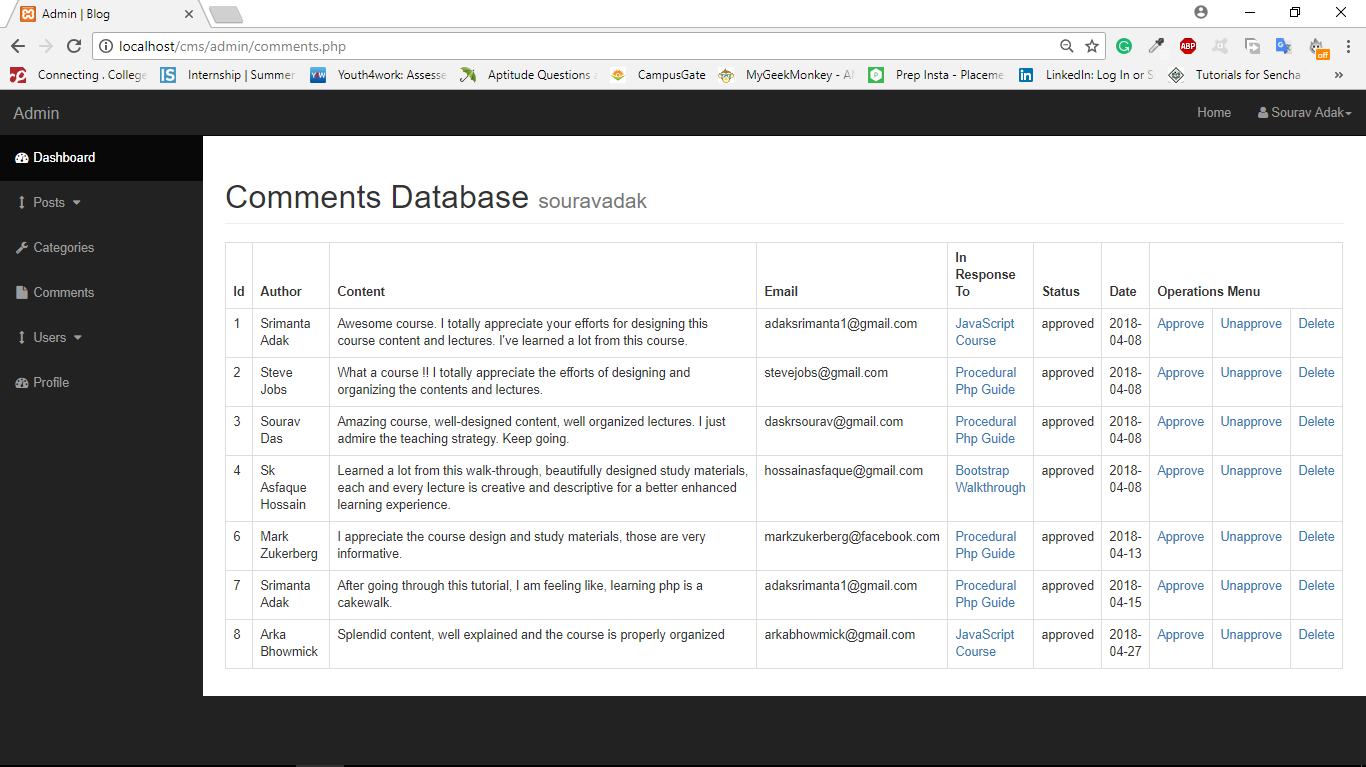 Admin | Blog
localhost/cms/admin/comments.php
ABP
off
Connecting . College
Internship | Summer
Youth4work: Assesse
Aptitude Questions
CampusGate
MyGeekMonkey - A
Prep Insta - Placeme
LinkedIn: Log In or S
Tutorials for Sencha
»
Admin
Home
Sourav Adak
Dashboard
Posts
Categories
Comments
Users
Profile
Comments Database souravadak
Id Author Content Email In Response To Status Date Operations Menu
1 Srimanta Adak Awesome course. I totally appreciate your efforts for designing this course content and lectures. I've learned a lot from this course. adaksrimanta1@gmail.com JavaScript Course approved 2018-04-08 Approve Unapprove Delete
2 Steve Jobs What a course !! I totally appreciate the efforts of designing and organizing the contents and lectures. stevejobs@gmail.com Procedural Php Guide approved 2018-04-08 Approve Unapprove Delete
3 Sourav Das Amazing course, well-designed content, well organized lectures. I just admire the teaching strategy. Keep going. daskrsourav@gmail.com Procedural Php Guide approved 2018-04-08 Approve Unapprove Delete
4 Sk Asfaque Hossain Learned a lot from this walk-through, beautifully designed study materials, each and every lecture is creative and descriptive for a better enhanced learning experience. hossainasfaque@gmail.com Bootstrap Walkthrough approved 2018-04-08 Approve Unapprove Delete
6 Mark Zukerberg I appreciate the course design and study materials, those are very informative. markzukerberg@facebook.com Procedural Php Guide approved 2018-04-13 Approve Unapprove Delete
7 Srimanta Adak After going through this tutorial, I am feeling like, learning php is a cakewalk. adaksrimanta1@gmail.com Procedural Php Guide approved 2018-04-15 Approve Unapprove Delete
8 Arka Bhowmick Splendid content, well explained and the course is properly organized arkabhowmick@gmail.com JavaScript Course approved 2018-04-27 Approve Unapprove Delete